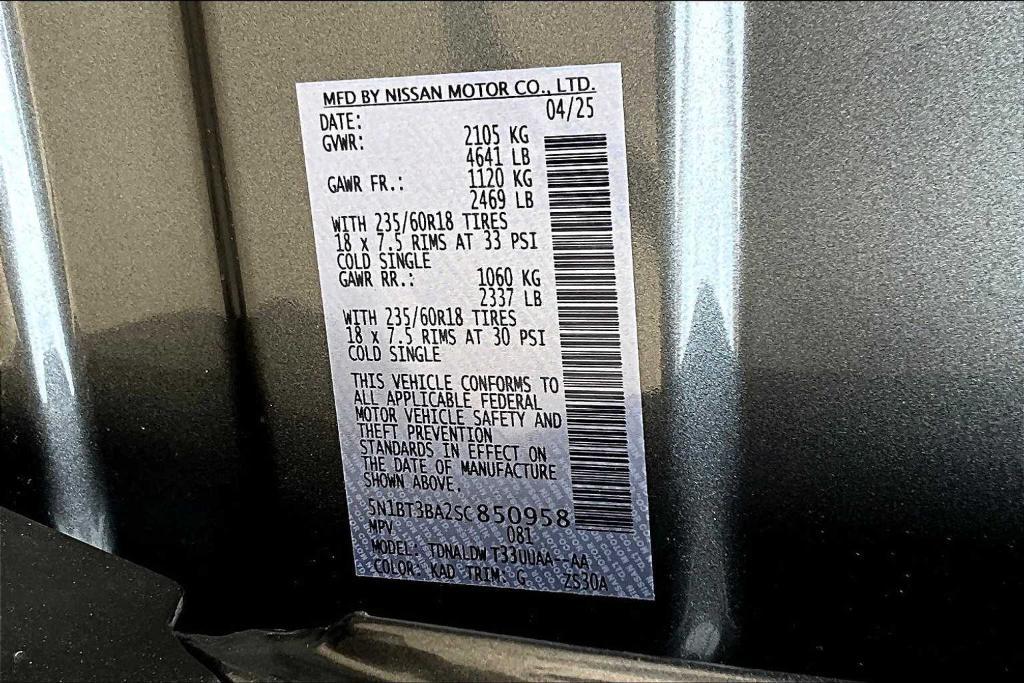 MFD BY NISSAN MOTOR CO., LTD.
DATE: 04/25
GVWR: 2105 KG
4641 LB
GAWR FR.: 1120 KG
2469 LB
WITH 235/60R18 TIRES
18 x 7.5 RIMS AT 33 PSI
COLD SINGLE
GAWR RR.: 1060 KG
2337 LB
WITH 235/60R18 TIRES
18 x 7.5 RIMS AT 30 PSI
COLD SINGLE
THIS VEHICLE CONFORMS TO
ALL APPLICABLE FEDERAL
MOTOR VEHICLE SAFETY AND
THEFT PREVENTION
STANDARDS IN EFFECT ON
THE DATE OF MANUFACTURE
SHOWN ABOVE.
5N1BT3BA2SC850958
MPV 081
MODEL: TDNALDW T33UUAA--AA
COLOR: KAD TRIM: G ZS30A